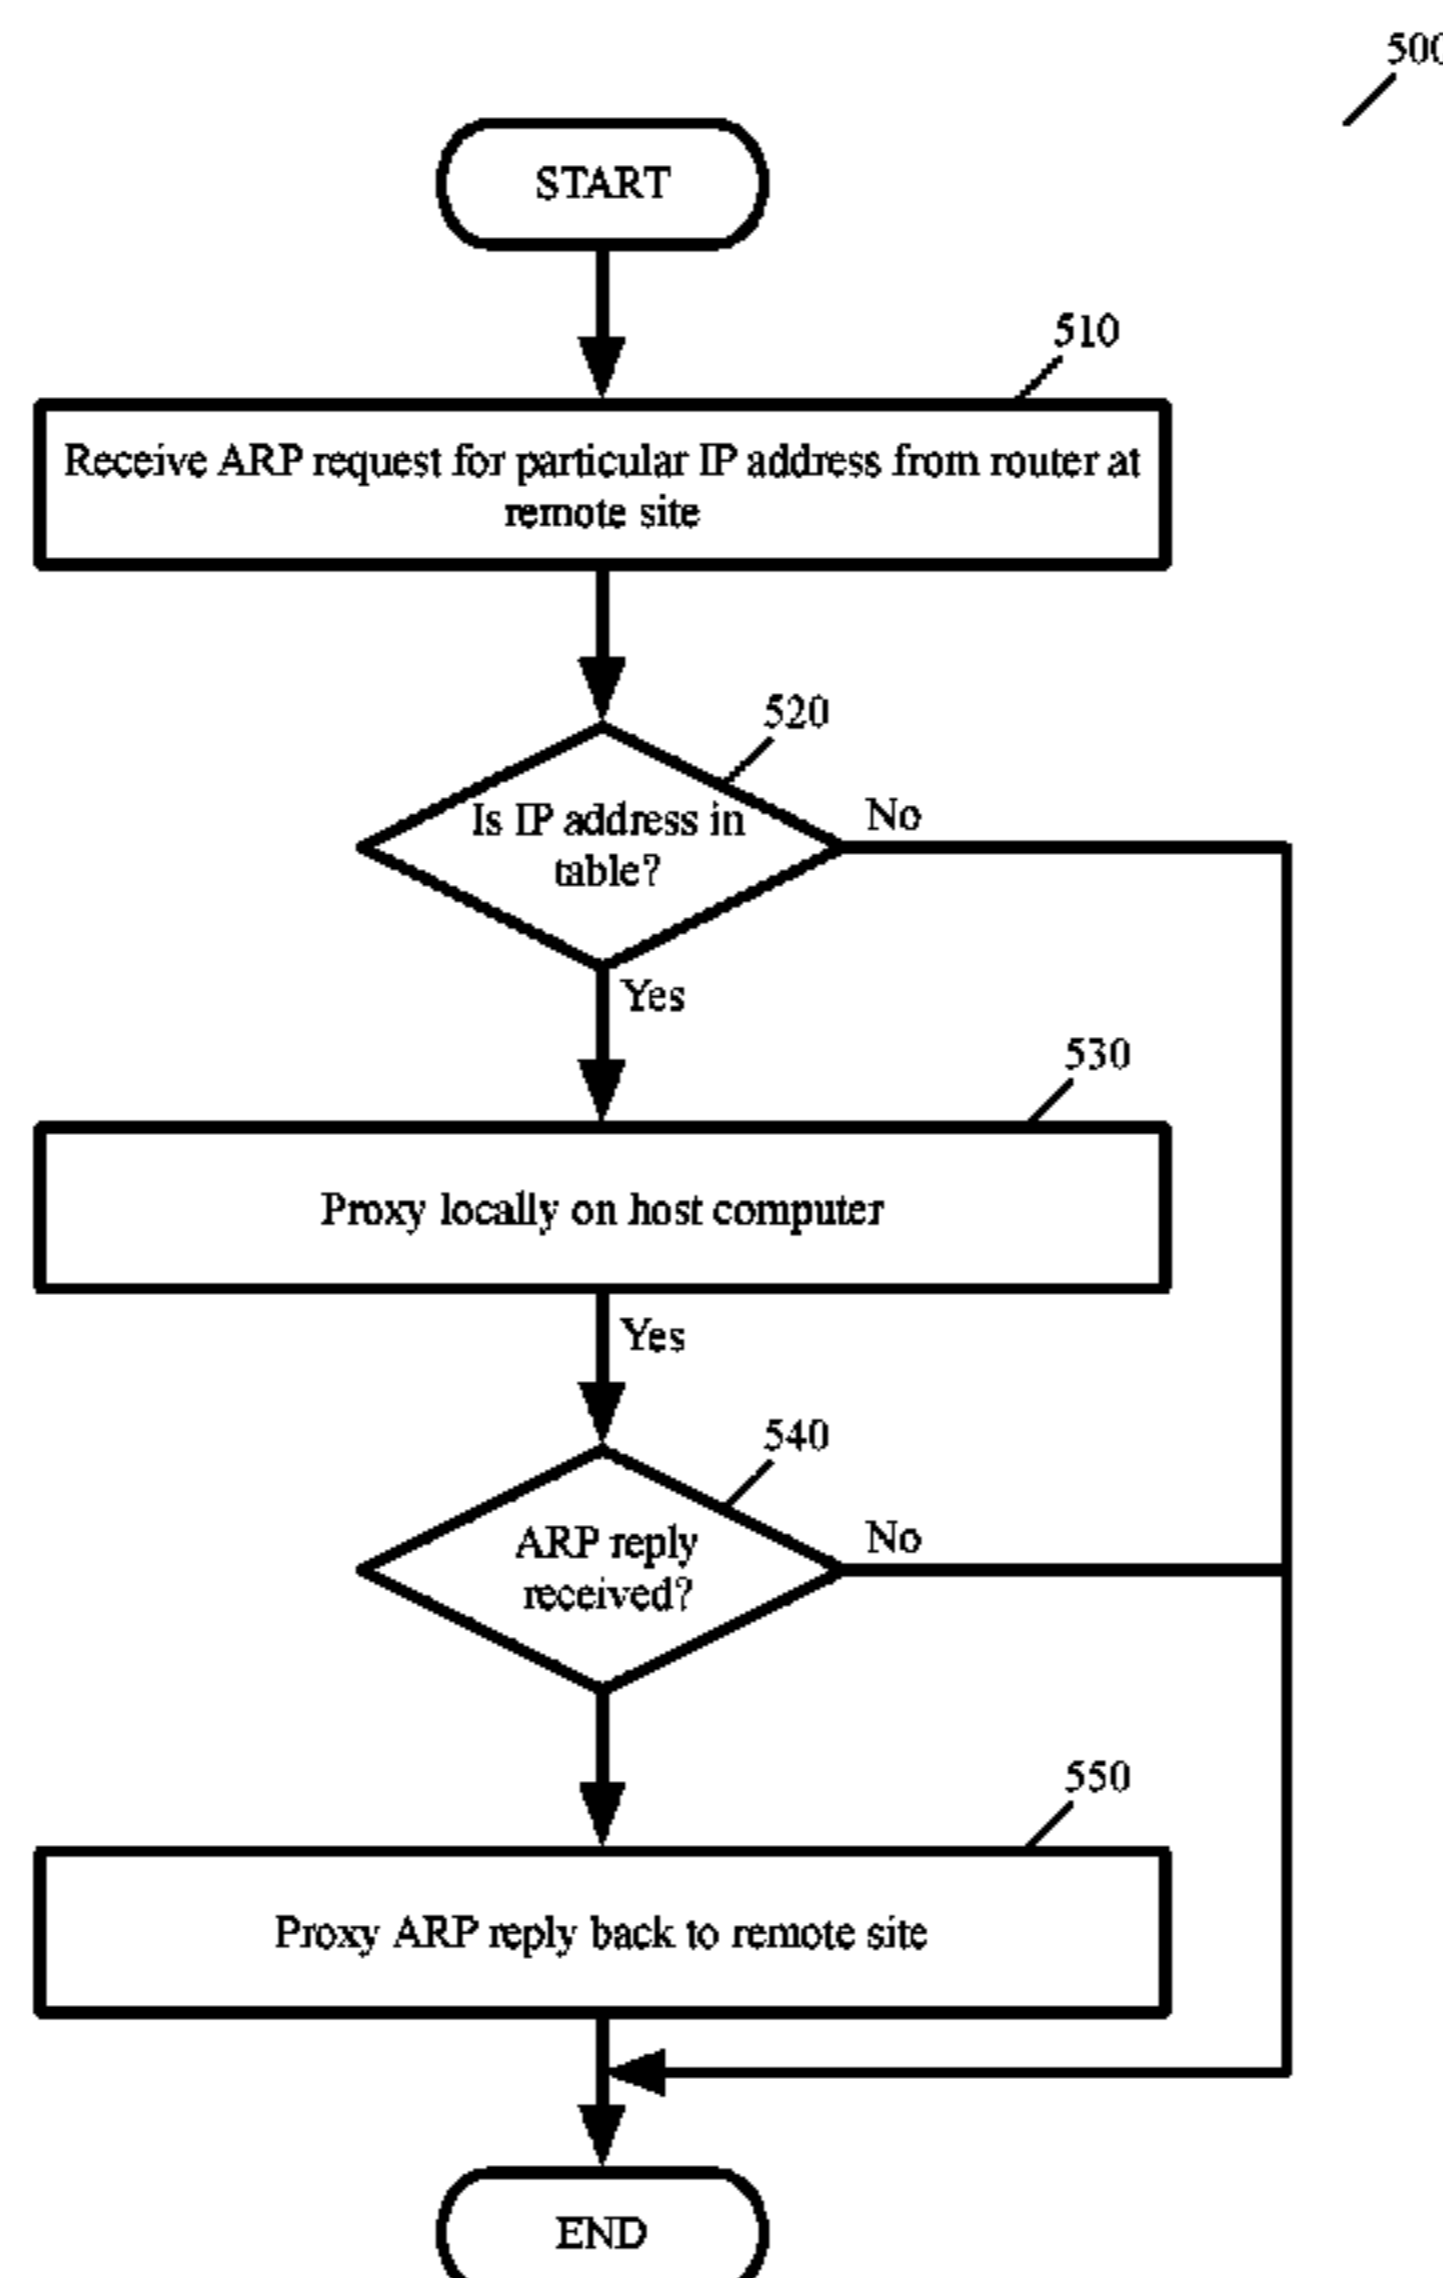 500
START
510
Receive ARP request for particular IP address from router at
remote site
520
Is IP address in
table?
No
Yes
530
Proxy locally on host computer
Yes
540
ARP reply
received?
No
550
Proxy ARP reply back to remote site
END